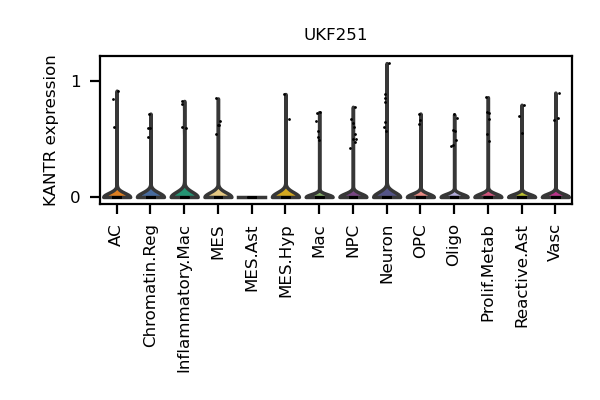 UKF251
KANTR expression
1
0
AC
Chromatin.Reg
Inflammatory.Mac
MES
MES.Ast
MES.Hyp
Mac
NPC
Neuron
OPC
Oligo
Prolif.Metab
Reactive.Ast
Vasc